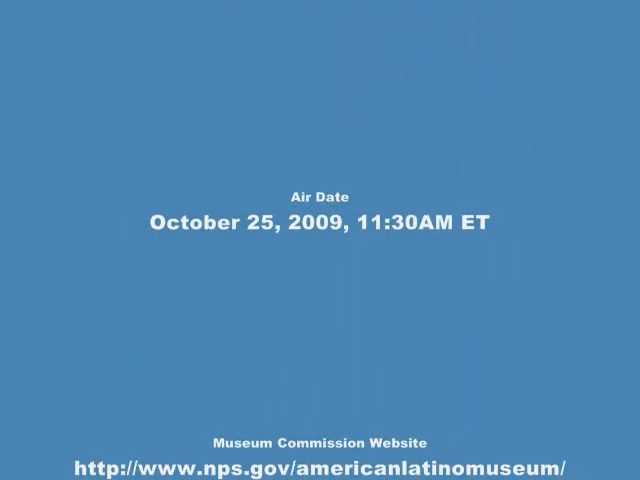 Air Date
October 25, 2009, 11:30AM ET
Museum Commission Website
http://www.nps.gov/americanlatinomuseum/